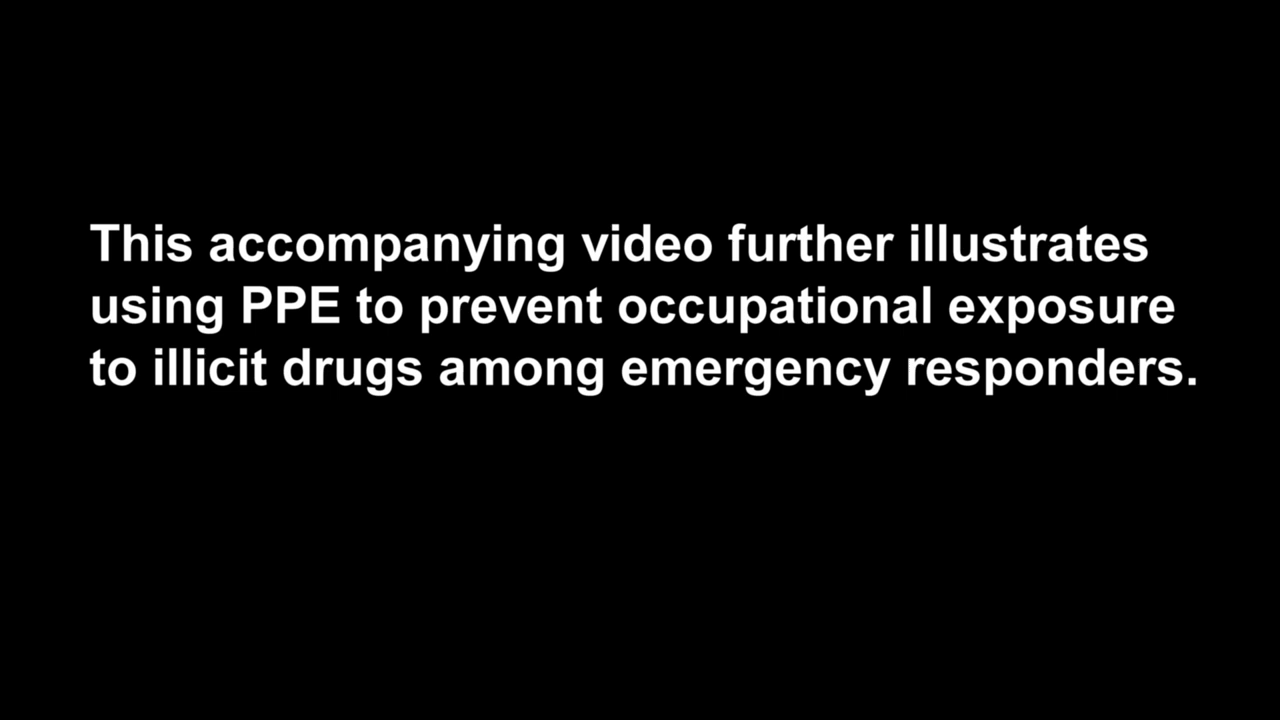 This accompanying video further illustrates
using PPE to prevent occupational exposure
to illicit drugs among emergency responders.